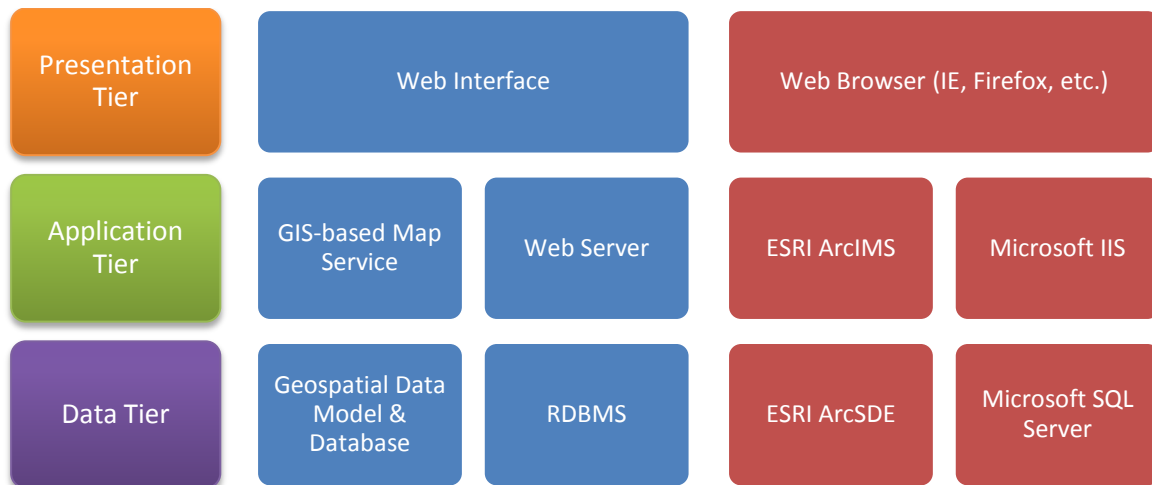 Presentation
Tier
Web Interface
Web Browser (IE, Firefox, etc.)
Application
Tier
GIS-based Map
Service
Web Server
ESRI ArcIMS
Microsoft IIS
Data Tier
Geospatial Data
Model &
Database
RDBMS
ESRI ArcSDE
Microsoft SQL
Server